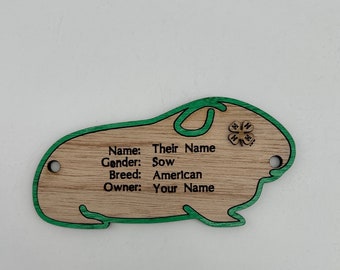 Name: Their Name
Gender: Sow
Breed: American
Owner: Your Name